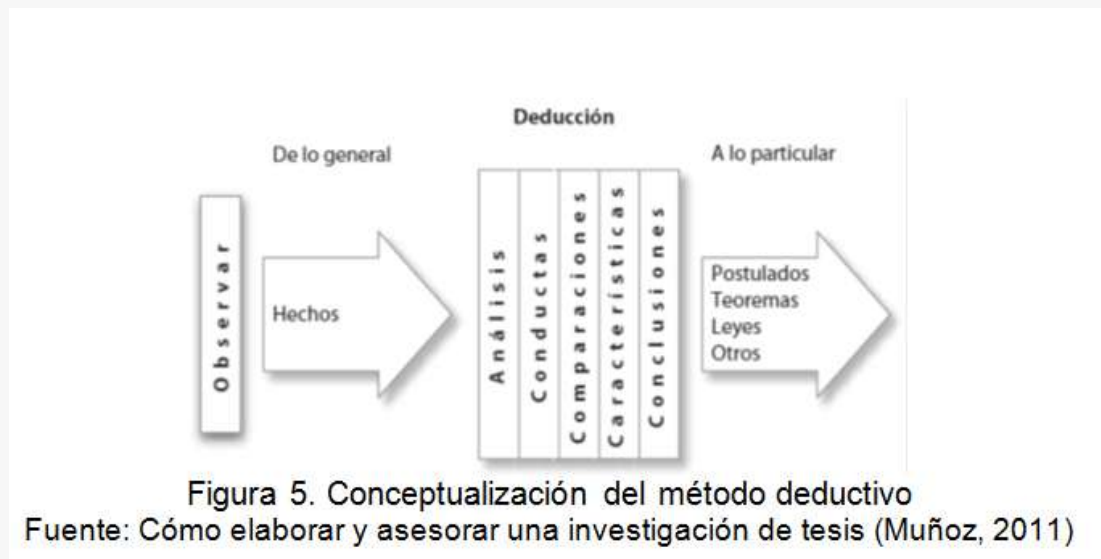 Deducción
De lo general
A lo particular
Observar
Hechos
Análisis
Conductas
Comparaciones
Características
Conclusiones
Postulados
Teoremas
Leyes
Otros
Figura 5. Conceptualización del método deductivo
Fuente: Cómo elaborar y asesorar una investigación de tesis (Muñoz, 2011)